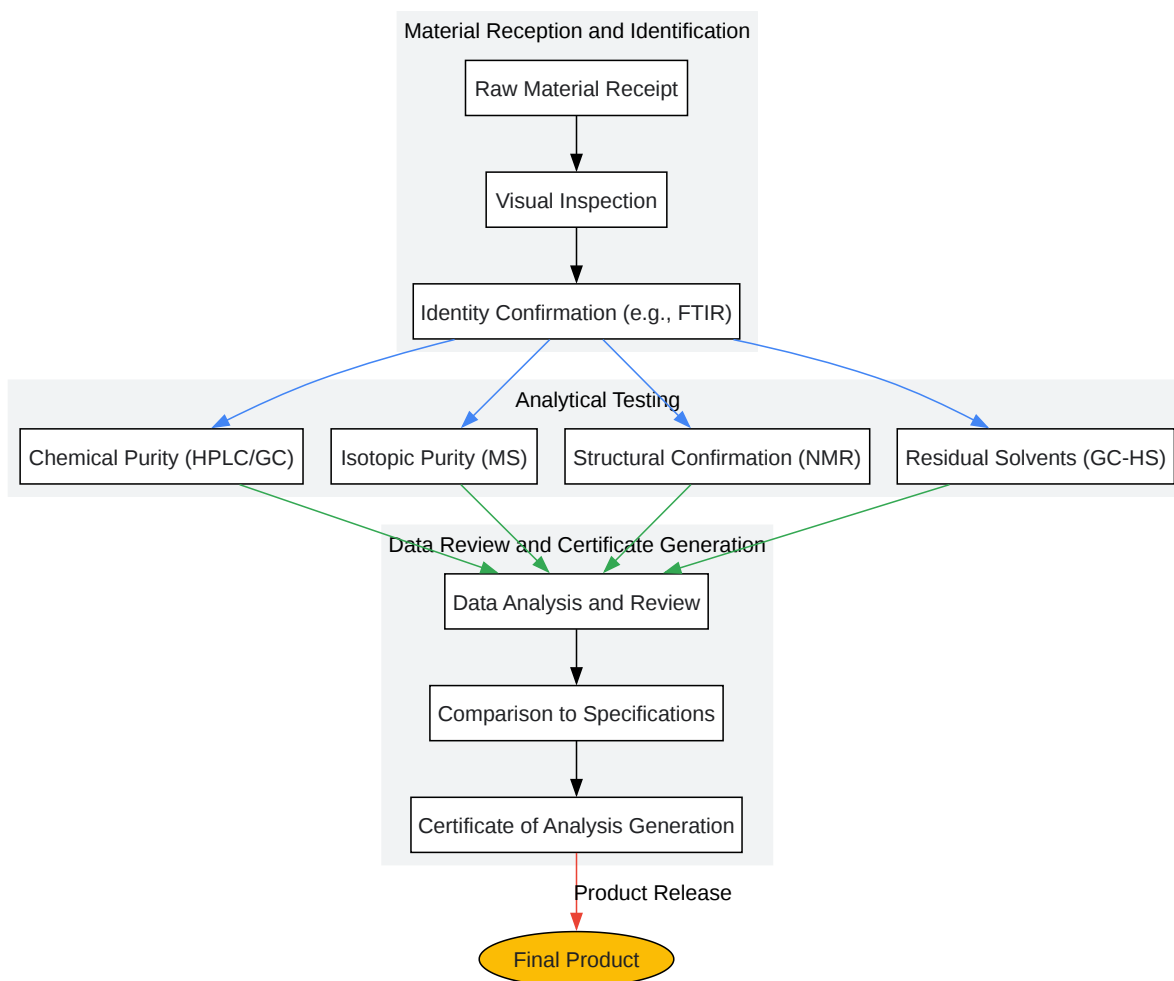 Material Reception and Identification
Raw Material Receipt
Visual Inspection
Identity Confirmation (e.g., FTIR)
Analytical Testing
Chemical Purity (HPLC/GC)
Isotopic Purity (MS)
Structural Confirmation (NMR)
Residual Solvents (GC-HS)
Data Review and Certificate Generation
Data Analysis and Review
Comparison to Specifications
Certificate of Analysis Generation
Product Release
Final Product